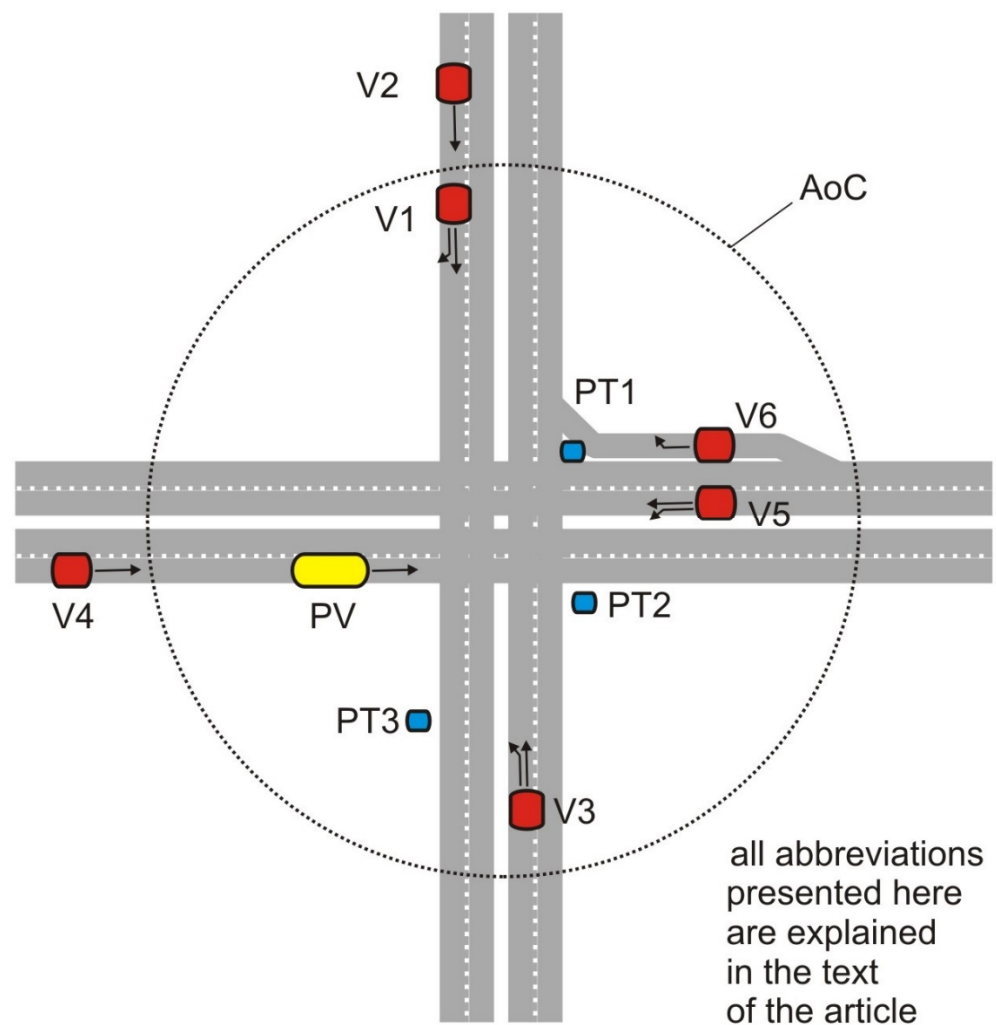 V2
AoC
V1
PT1
V6
V5
V4
PV
PT2
PT3
V3
all abbreviations
presented here
are explained
in the text
of the article